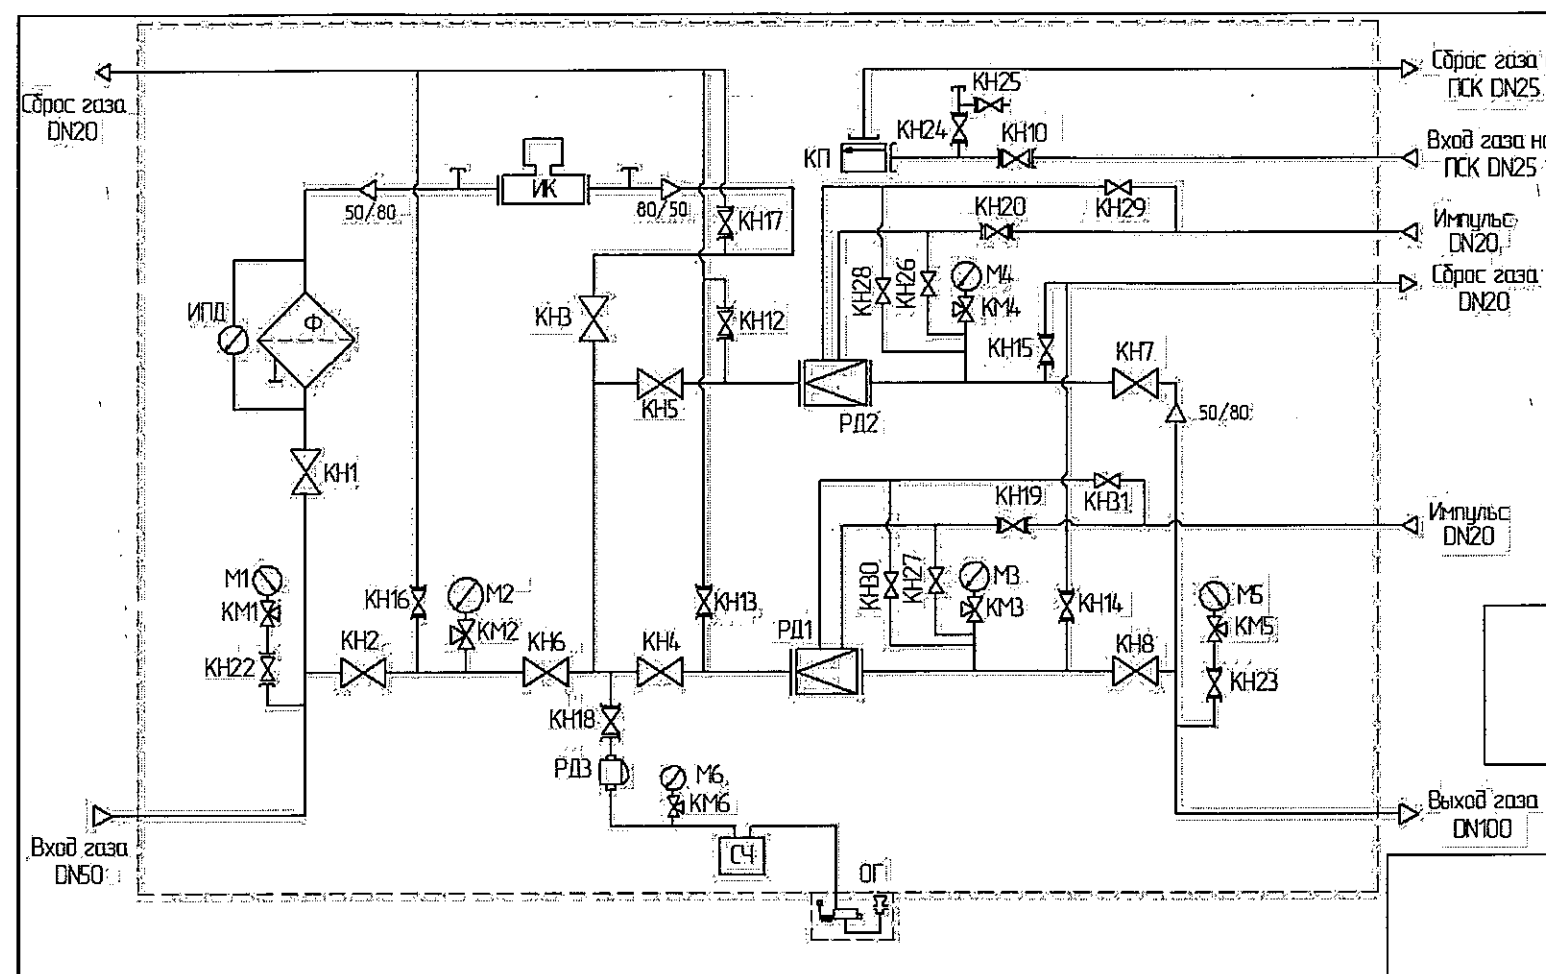 Сброс газа
DN20
Сброс газа
ПСК DN25
Вход газа
ПСК DN25
Импульс
DN20
Сброс газа
DN20
Импульс
DN20
Выход газа
DN100
Вход газа
DN50
КН25
КН24
КН10
КП
ИК
50/80
80/50
КН17
КН29
КН20
КН28
КН26
М4
КМ4
ИПД
Ф
КН3
КН12
КН15
КН7
КН5
РД2
50/80
КН1
КН19
КН31
М1
КМ1
КН16
М2
КМ2
КН13
КН30
КН27
М3
КМ3
КН14
М5
КМ5
КН22
КН2
КН6
КН4
РД1
КН8
КН23
КН18
РД3
М6
КМ6
СЧ
ОГ